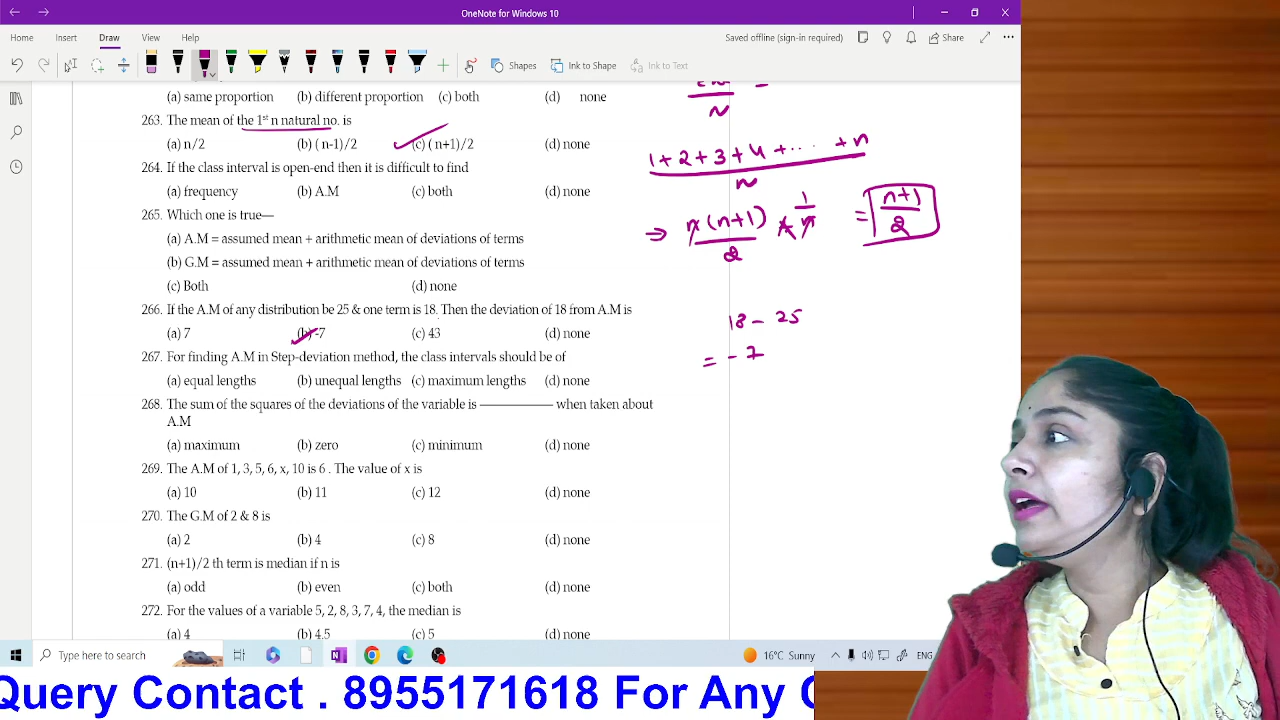 OneNote for Windows 10
Home Insert Draw View Help
Saved offline (sign-in required) Share
Shapes Ink to Shape Ink to Text
(a) same proportion (b) different proportion (c) both (d) none
263. The mean of the 1st n natural no. is
(a) n/2 (b) ( n-1)/2 (c) ( n+1)/2 (d) none
264. If the class interval is open-end then it is difficult to find
(a) frequency (b) A.M (c) both (d) none
265. Which one is true—
(a) A.M = assumed mean + arithmetic mean of deviations of terms
(b) G.M = assumed mean + arithmetic mean of deviations of terms
(c) Both (d) none
266. If the A.M of any distribution be 25 & one term is 18. Then the deviation of 18 from A.M is
(a) 7 (b) -7 (c) 43 (d) none
267. For finding A.M in Step-deviation method, the class intervals should be of
(a) equal lengths (b) unequal lengths (c) maximum lengths (d) none
268. The sum of the squares of the deviations of the variable is ————— when taken about
A.M
(a) maximum (b) zero (c) minimum (d) none
269. The A.M of 1, 3, 5, 6, x, 10 is 6 . The value of x is
(a) 10 (b) 11 (c) 12 (d) none
270. The G.M of 2 & 8 is
(a) 2 (b) 4 (c) 8 (d) none
271. (n+1)/2 th term is median if n is
(a) odd (b) even (c) both (d) none
272. For the values of a variable 5, 2, 8, 3, 7, 4, the median is
(a) 4 (b) 4.5 (c) 5 (d) none
=
N
1+2+3+4+.... +n
n
⇒ n(n+1) × 1 = n+1
2 n 2
18 - 25
= - 7
Type here to search
16°C Sunny ENG
Query Contact . 8955171618 For Any